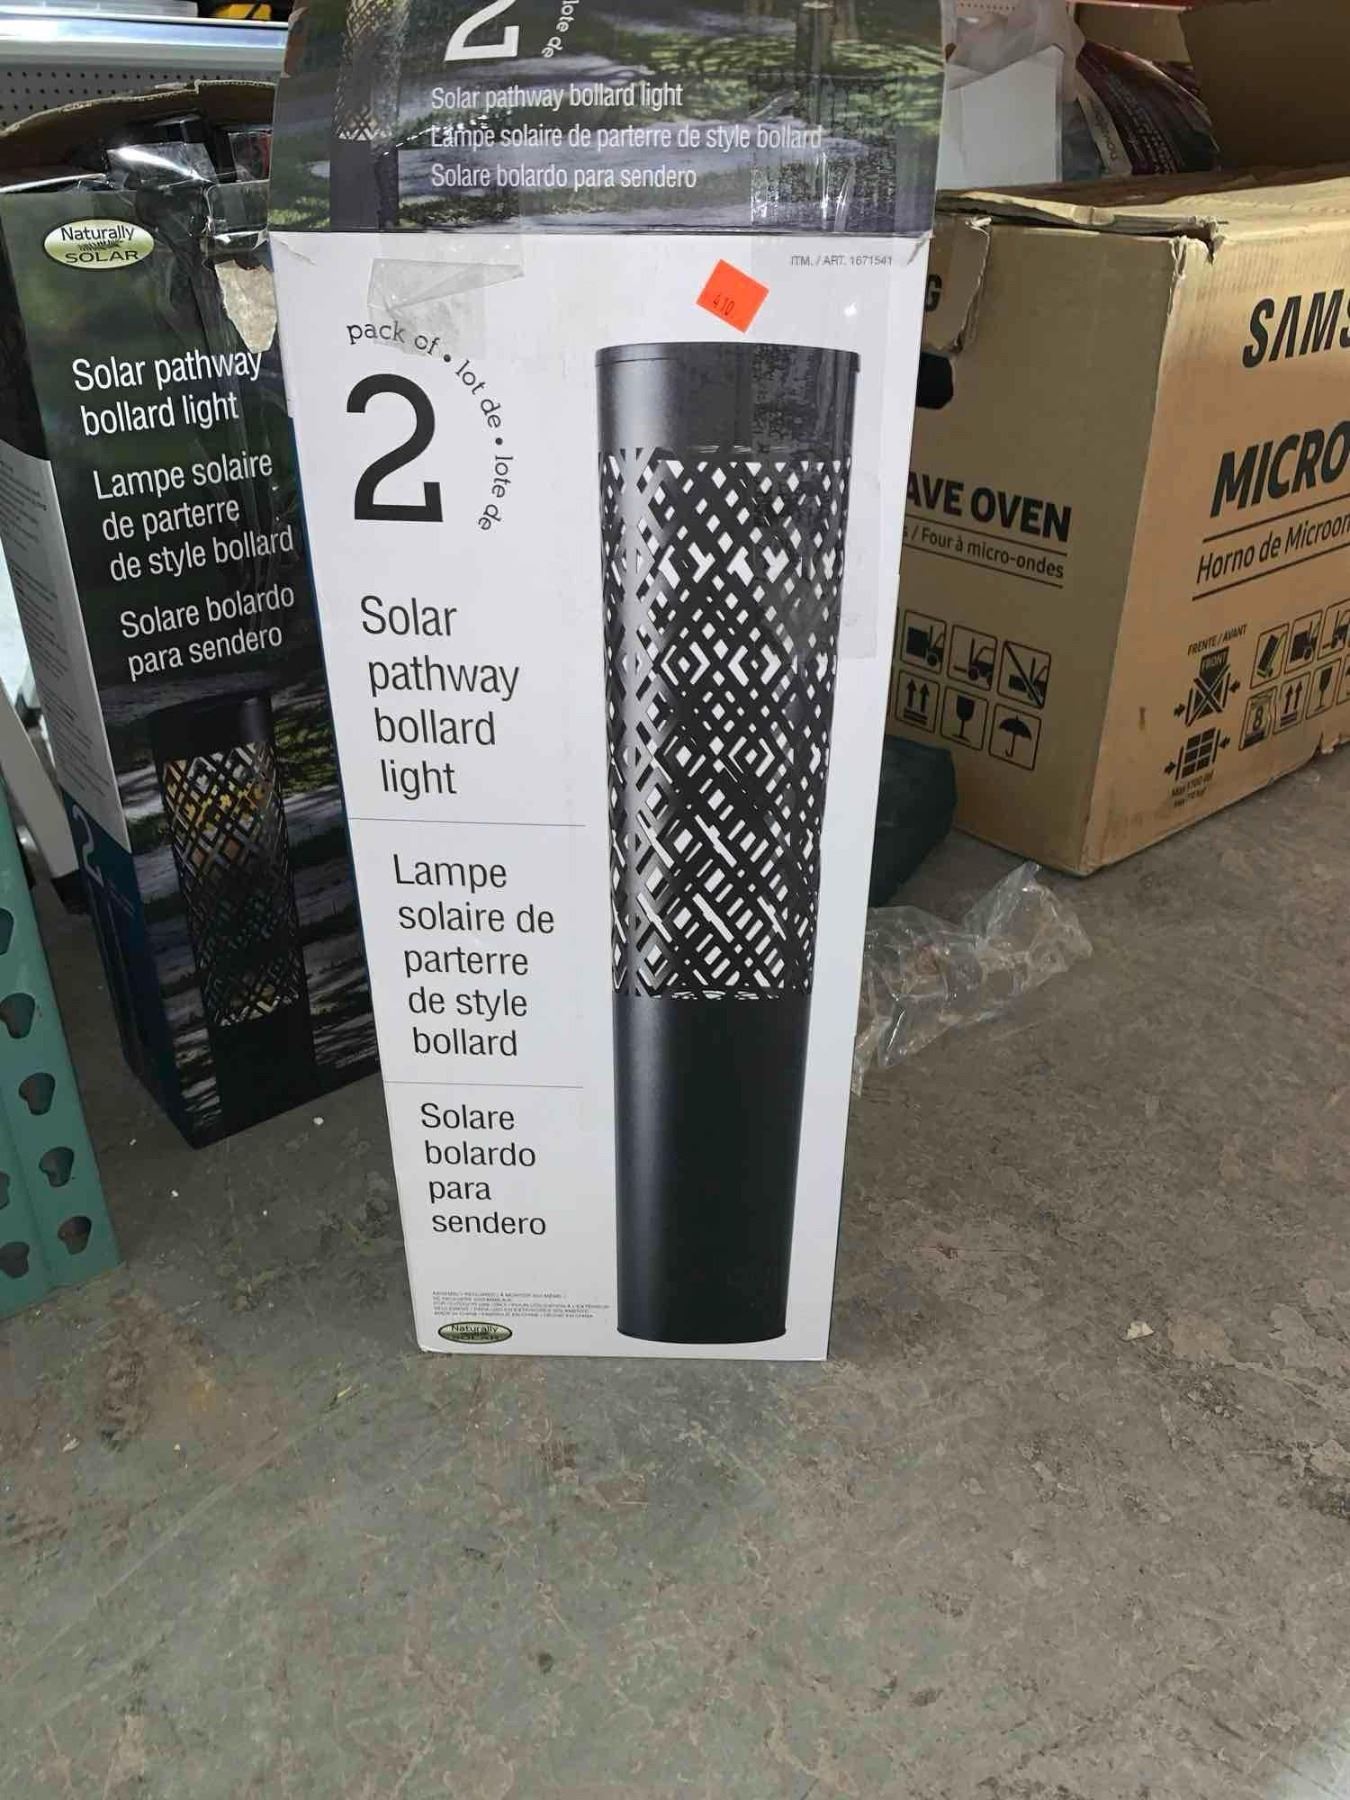 2
lote de
Solar pathway bollard light
Lampe solaire de parterre de style bollard
Solare bolardo para sendero
ITM. / ART. 1671541
410
pack of • lot de • lote de
2
Solar
pathway
bollard
light
Lampe
solaire de
parterre
de style
bollard
Solare
bolardo
para
sendero
Naturally
SOLAR
Naturally
SOLAR
Solar pathway
bollard light
Lampe solaire
de parterre
de style bollard
Solare bolardo
para sendero
2
G
AVE OVEN
/ Four à micro-ondes
SAMS
MICRO
Horno de Microon
FRENTE / AVANT
FRONT
8